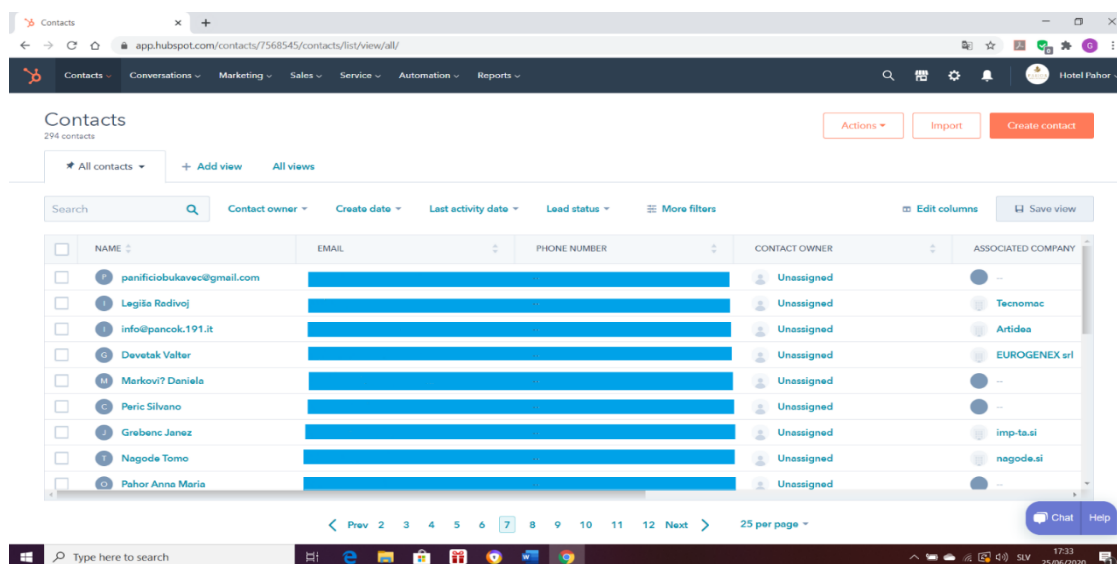 Contacts
app.hubspot.com/contacts/7568545/contacts/list/view/all/
G
Contacts Conversations Marketing Sales Service Automation Reports Hotel Pahor
Contacts
294 contacts
Actions Import Create contact
All contacts + Add view All views
Search Contact owner Create date Last activity date Lead status More filters Edit columns Save view
NAME EMAIL PHONE NUMBER CONTACT OWNER ASSOCIATED COMPANY
P panificiobukavec@gmail.com Unassigned --
Legiša Radivoj Unassigned Tecnomac
info@pancok.191.it Unassigned Artidea
G Devetak Valter Unassigned EUROGENEX srl
M Markovi? Daniela Unassigned --
C Peric Silvano Unassigned --
J Grebenc Janez Unassigned imp-ta.si
T Nagode Tomo Unassigned nagode.si
O Pahor Anna Maria Unassigned --
Prev 2 3 4 5 6 7 8 9 10 11 12 Next 25 per page
Chat Help
Type here to search SLV 17:33
25/06/2020